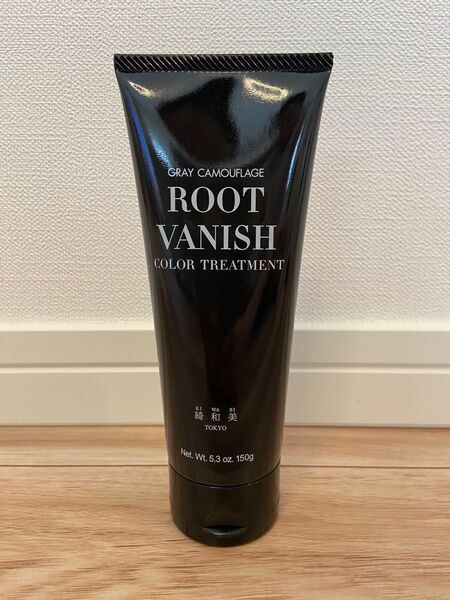 GRAY CAMOUFLAGE
ROOT
VANISH
COLOR TREATMENT
KI WA BI
綺和美
TOKYO
Net. Wt. 5.3 oz. 150g